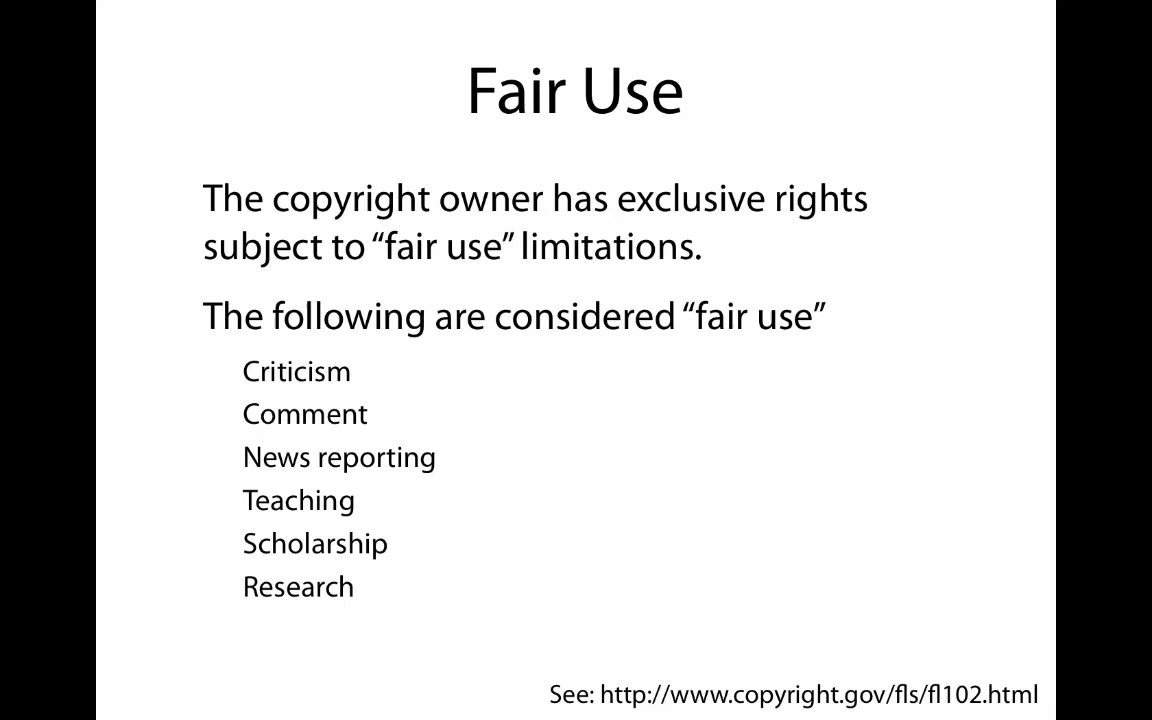 Fair Use
The copyright owner has exclusive rights
subject to “fair use” limitations.
The following are considered “fair use”
Criticism
Comment
News reporting
Teaching
Scholarship
Research
See: http://www.copyright.gov/fls/fl102.html